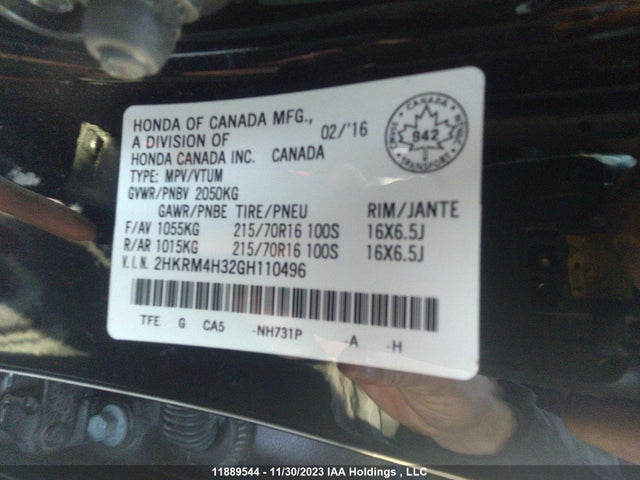 HONDA OF CANADA MFG., 02/'16
A DIVISION OF
HONDA CANADA INC. CANADA
TYPE: MPV/VTUM
GVWR/PNBV 2050KG
GAWR/PNBE TIRE/PNEU RIM/JANTE
F/AV 1055KG 215/70R16 100S 16X6.5J
R/AR 1015KG 215/70R16 100S 16X6.5J
V.I.N. 2HKRM4H32GH110496
TFE G CA5 -NH731P -A -H
CANADA
942
TRANSPORT
11889544 - 11/30/2023 IAA Holdings , LLC